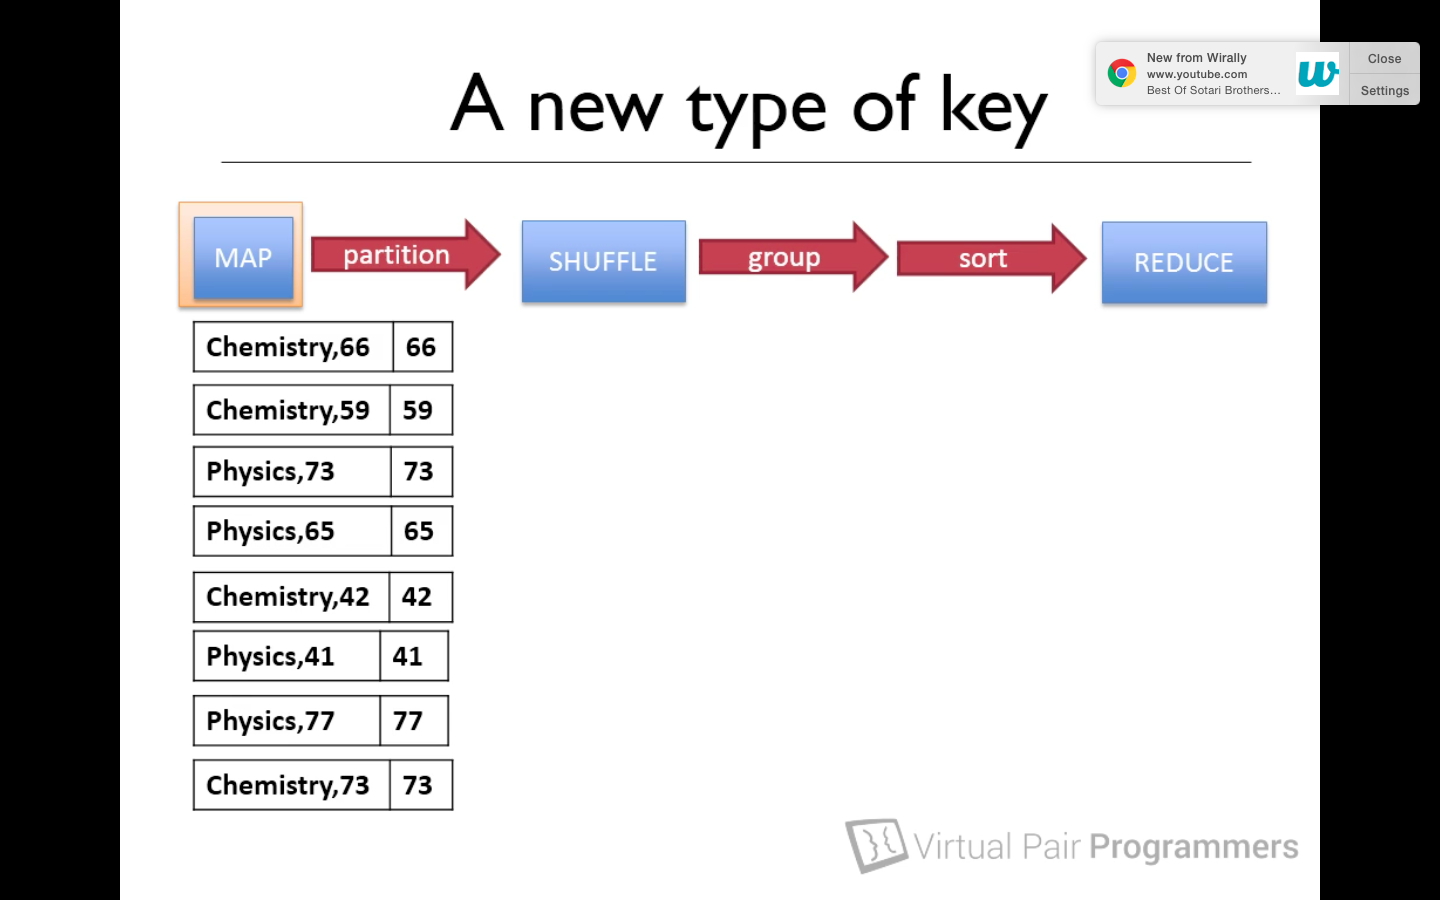 A new type of key
New from Wirally
www.youtube.com
Best Of Sotari Brothers...
Close
Settings
MAP
partition
SHUFFLE
group
sort
REDUCE
Chemistry,66 66
Chemistry,59 59
Physics,73 73
Physics,65 65
Chemistry,42 42
Physics,41 41
Physics,77 77
Chemistry,73 73
Virtual Pair Programmers